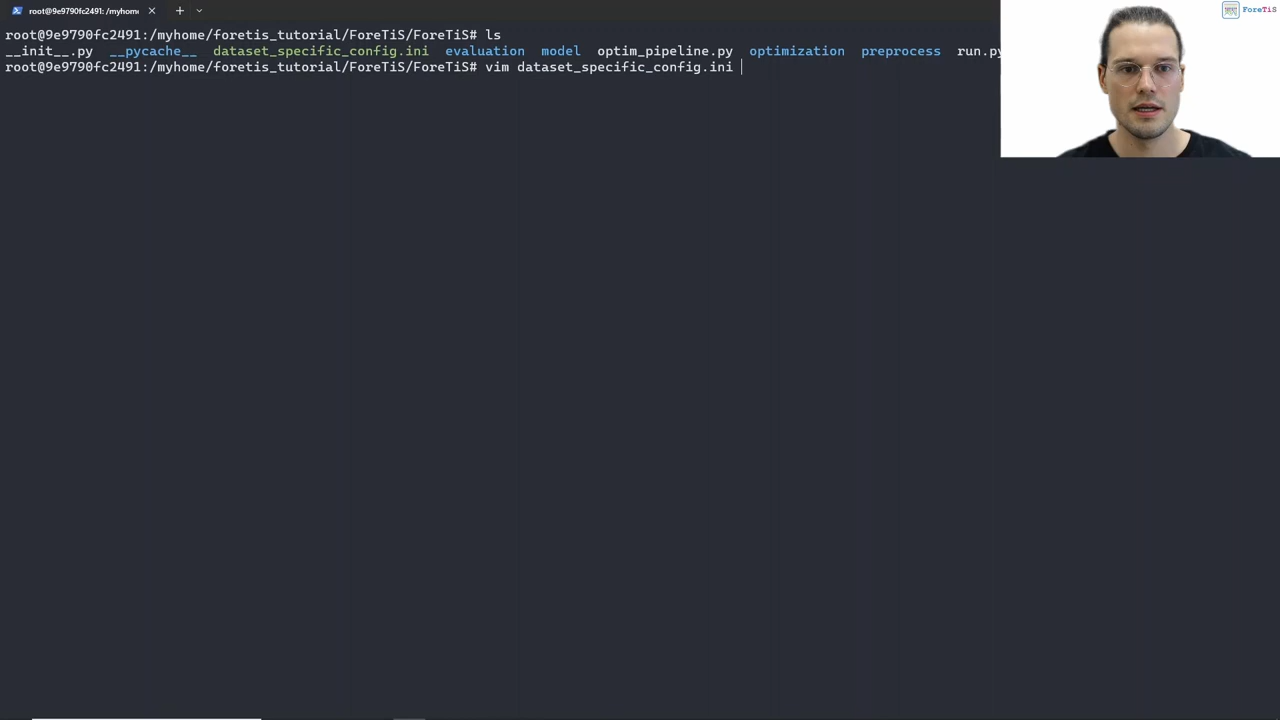 root@9e9790fc2491: /myhome
ForeTiS
root@9e9790fc2491:/myhome/foretis_tutorial/ForeTiS/ForeTiS# ls
__init__.py  __pycache__  dataset_specific_config.ini  evaluation  model  optim_pipeline.py  optimization  preprocess  run.py
root@9e9790fc2491:/myhome/foretis_tutorial/ForeTiS/ForeTiS# vim dataset_specific_config.ini